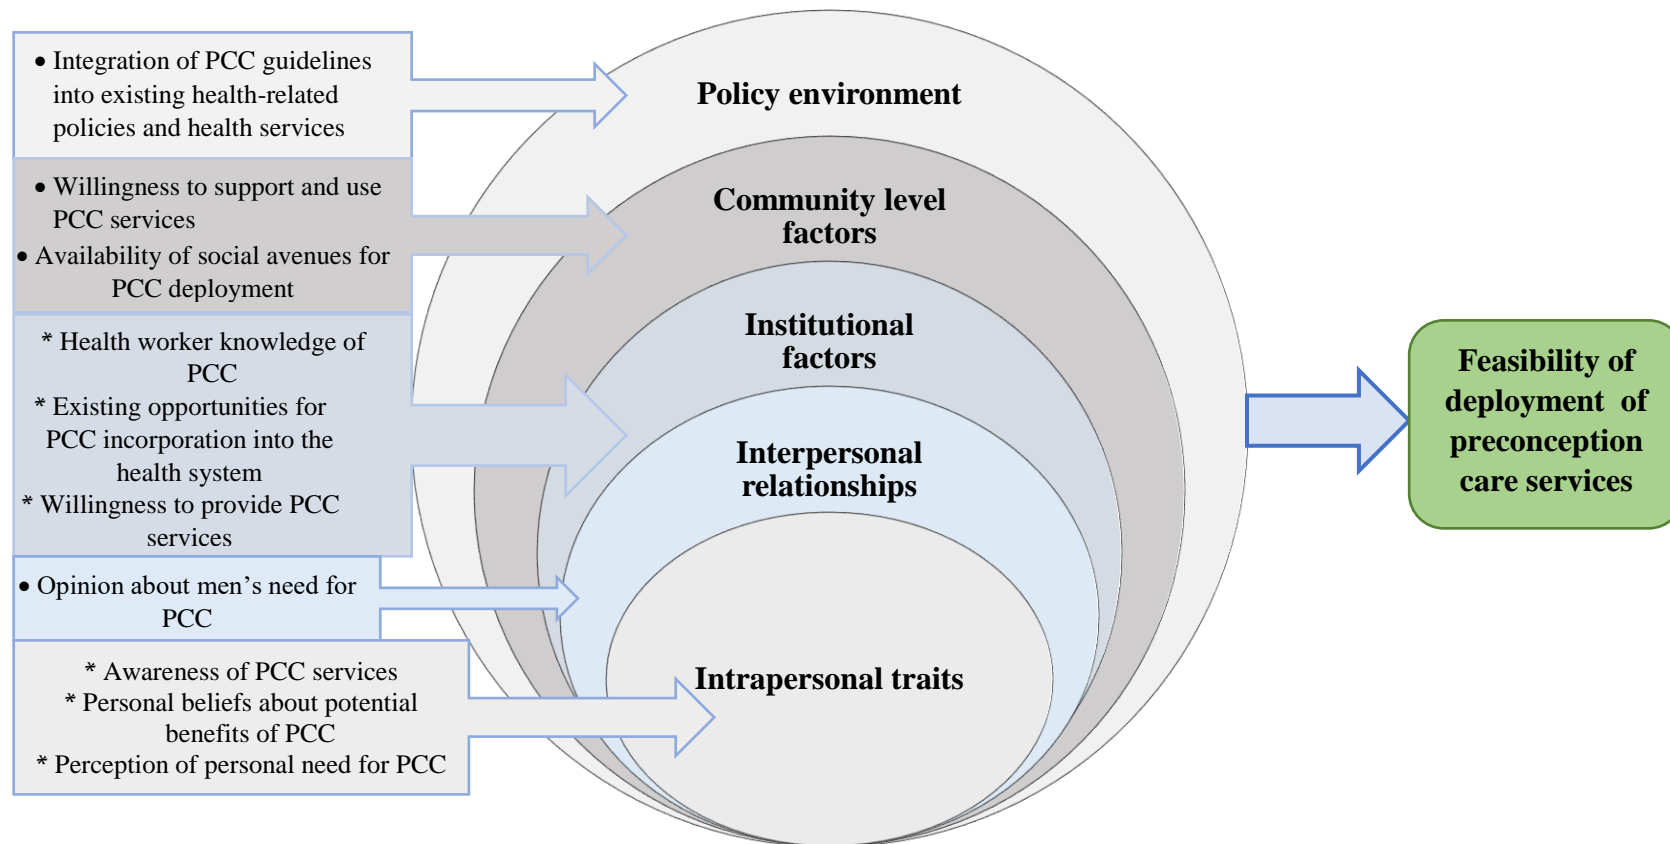 • Integration of PCC guidelines
into existing health-related
policies and health services
• Willingness to support and use
PCC services
• Availability of social avenues for
PCC deployment
* Health worker knowledge of
PCC
* Existing opportunities for
PCC incorporation into the
health system
* Willingness to provide PCC
services
• Opinion about men’s need for
PCC
* Awareness of PCC services
* Personal beliefs about potential
benefits of PCC
* Perception of personal need for PCC
Policy environment
Community level
factors
Institutional
factors
Interpersonal
relationships
Intrapersonal traits
Feasibility of
deployment of
preconception
care services